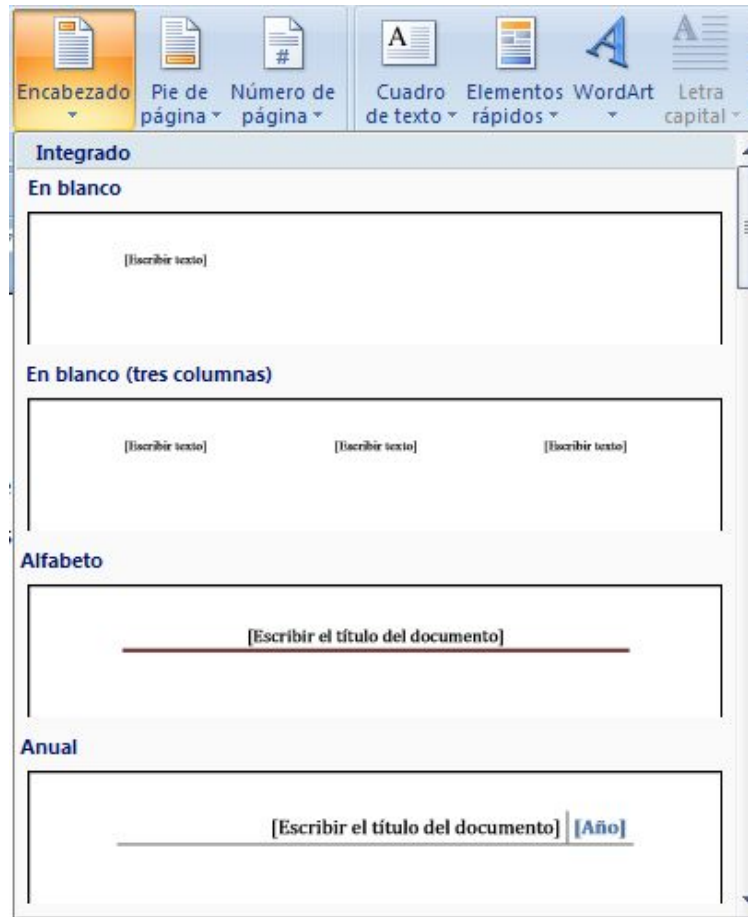 Encabezado
Pie de página
Número de página
#
A
Cuadro de texto
Elementos rápidos
A
WordArt
A
Letra capital
Integrado
En blanco
[Escribir texto]
En blanco (tres columnas)
[Escribir texto] [Escribir texto] [Escribir texto]
Alfabeto
[Escribir el título del documento]
Anual
[Escribir el título del documento] [Año]